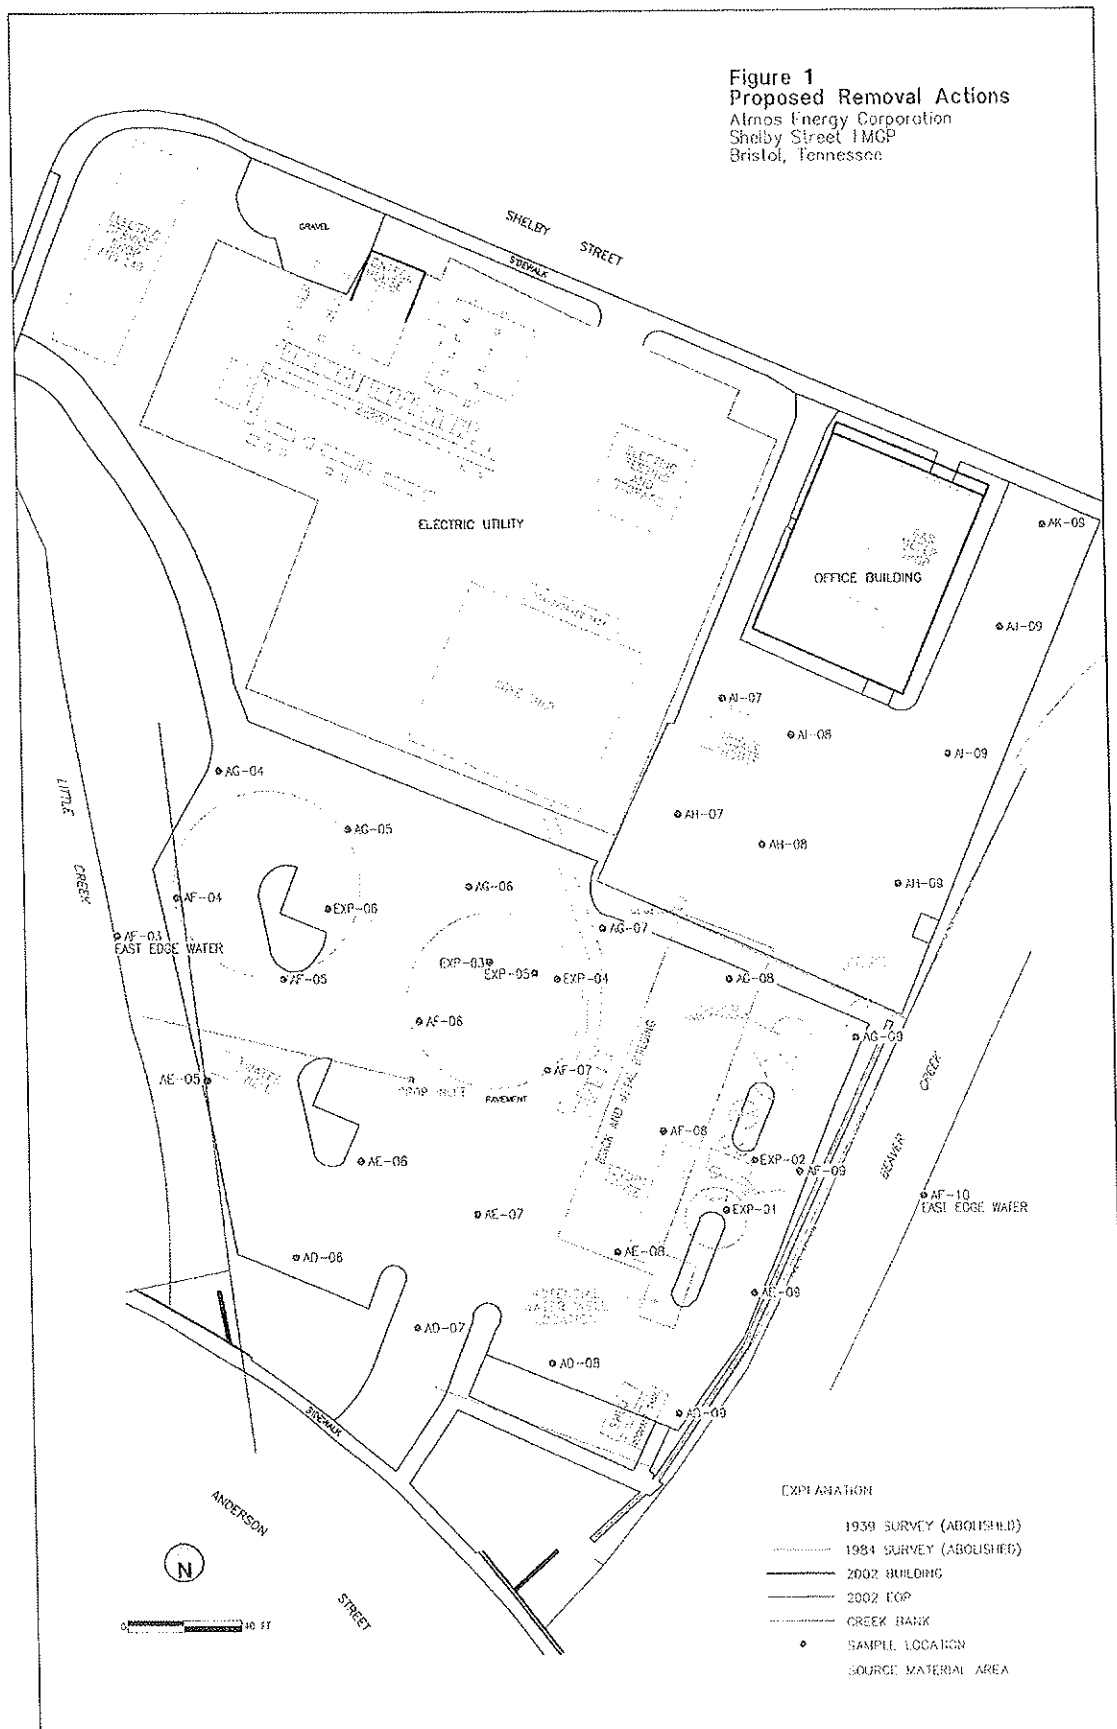 Figure 1
Proposed Removal Actions
Atmos Energy Corporation
Shelby Street FMGP
Bristol, Tennessee
SHELBY STREET
GRAVEL
SIDEWALK
ELECTRIC
ELECTRIC UTILITY
OFFICE BUILDING
AK-09
AJ-09
AI-07
AI-08
AI-09
AH-07
AH-08
AH-09
LITTLE CREEK
AG-04
AG-05
AG-06
AG-07
AG-08
AG-09
AF-04
EXP-06
AF-03
EAST EDGE WATER
AF-05
EXP-03
EXP-05
EXP-04
AF-06
AF-07
AE-05
PAVEMENT
BRICK AND METAL BUILDING
AF-08
EXP-02
AF-09
BEAVER CREEK
AF-10
EAST EDGE WATER
AE-06
EXP-01
AE-07
AE-08
AE-09
AD-06
POTENTIAL
WATER WELL
LOCATION
AD-07
AD-08
AD-09
SIDEWALK
ANDERSON STREET
N
0 40 FT
EXPLANATION
1939 SURVEY (ABOLISHED)
1984 SURVEY (ABOLISHED)
2002 BUILDING
2002 EOP
CREEK BANK
SAMPLE LOCATION
SOURCE MATERIAL AREA